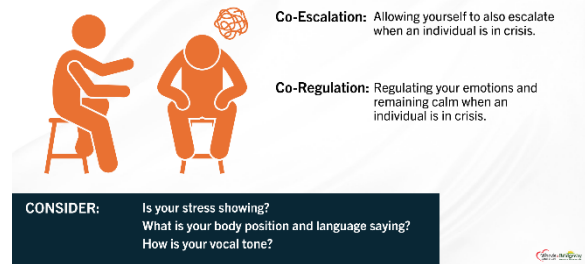 Co-Escalation: Allowing yourself to also escalate
when an individual is in crisis.
Co-Regulation: Regulating your emotions and
remaining calm when an
individual is in crisis.
CONSIDER: Is your stress showing?
What is your body position and language saying?
How is your vocal tone?